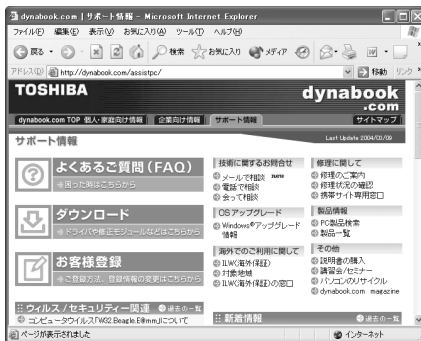 dynabook.com | サポート情報 - Microsoft Internet Explorer
ファイル(F) 編集(E) 表示(V) お気に入り(A) ツール(T) ヘルプ(H)
戻る 検索 お気に入り メディア
アドレス(D) http://dynabook.com/assistpc/ 移動 リンク
TOSHIBA
dynabook.com
dynabook.com TOP 個人・家庭向け情報 企業向け情報 サポート情報 サイトマップ
サポート情報
Last Update 2004/03/09
よくあるご質問(FAQ)
困った時はこちらから
ダウンロード
ドライバや修正モジュールなどはこちらから
お客様登録
ご登録方法、登録情報の変更はこちらから
技術に関するお問合せ
メールで相談 new
電話で相談
会って相談
OSアップグレード
Windows®アップグレード情報
海外でのご利用に関して
ILW(海外保証)
対象地域
ILW(海外保証)の窓口
修理に関して
修理のご案内
修理状況の確認
携帯サイト専用窓口
製品情報
PC製品検索
製品一覧
その他
説明書の購入
講習会/セミナー
パソコンのリサイクル
dynabook.com magazine
ウィルス/セキュリティー関連 過去の一覧
コンピュータウイルス「W32.Beagle.E@mm」について
新着情報 過去の一覧
ページが表示されました インターネット